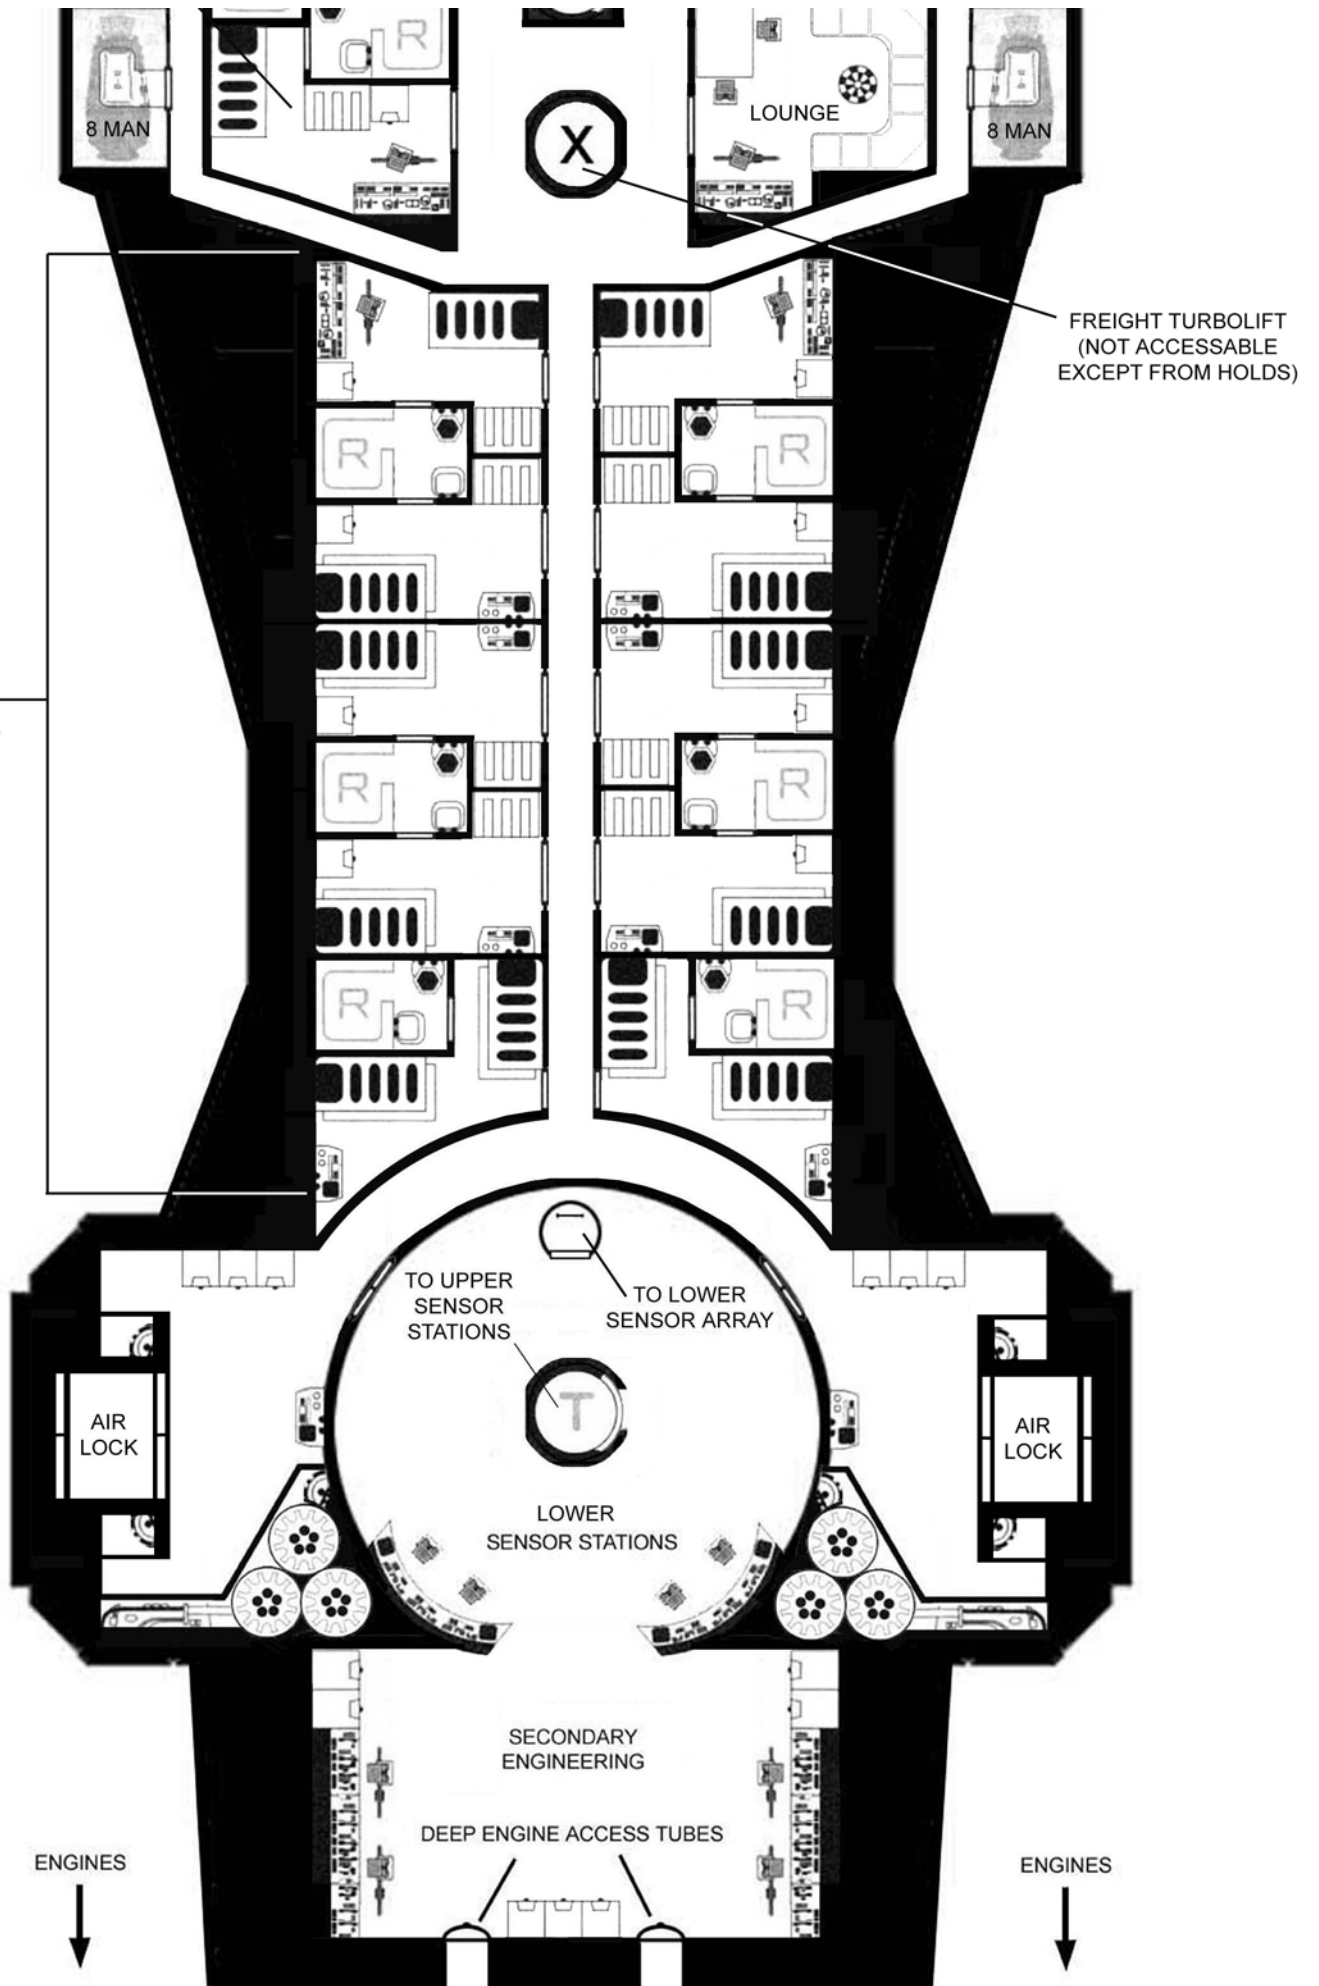 R
LOUNGE
8 MAN
8 MAN
X
FREIGHT TURBOLIFT
(NOT ACCESSABLE
EXCEPT FROM HOLDS)
R
R
R
R
R
R
TO UPPER
SENSOR
STATIONS
TO LOWER
SENSOR ARRAY
T
AIR
LOCK
AIR
LOCK
LOWER
SENSOR STATIONS
SECONDARY
ENGINEERING
DEEP ENGINE ACCESS TUBES
ENGINES
ENGINES